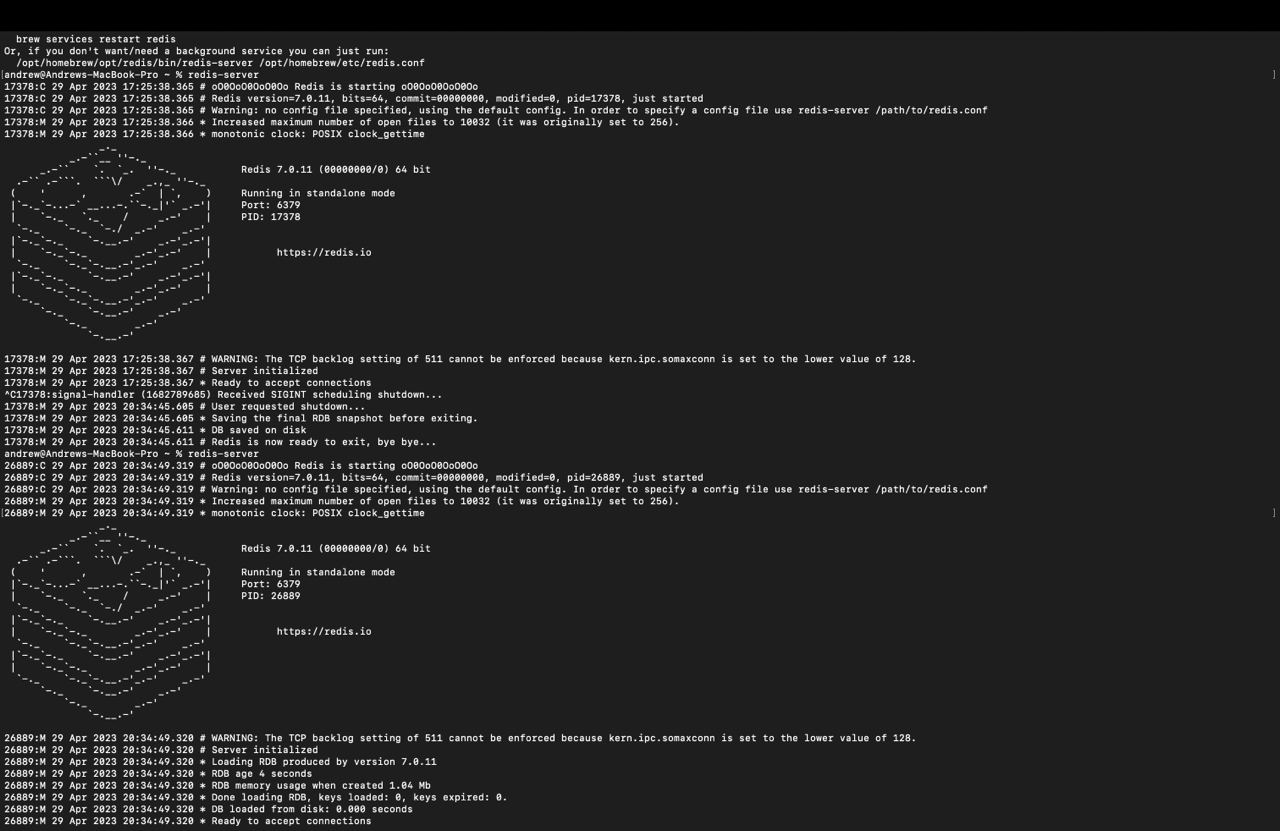 brew services restart redis
Or, if you don't want/need a background service you can just run:
/opt/homebrew/opt/redis/bin/redis-server /opt/homebrew/etc/redis.conf
[andrew@Andrews-MacBook-Pro ~ % redis-server ]
17378:C 29 Apr 2023 17:25:38.365 # oO0OoO0OoO0Oo Redis is starting oO0OoO0OoO0Oo
17378:C 29 Apr 2023 17:25:38.365 # Redis version=7.0.11, bits=64, commit=00000000, modified=0, pid=17378, just started
17378:C 29 Apr 2023 17:25:38.365 # Warning: no config file specified, using the default config. In order to specify a config file use redis-server /path/to/redis.conf
17378:M 29 Apr 2023 17:25:38.366 * Increased maximum number of open files to 10032 (it was originally set to 256).
17378:M 29 Apr 2023 17:25:38.366 * monotonic clock: POSIX clock_gettime
Redis 7.0.11 (00000000/0) 64 bit
Running in standalone mode
Port: 6379
PID: 17378
https://redis.io
17378:M 29 Apr 2023 17:25:38.367 # WARNING: The TCP backlog setting of 511 cannot be enforced because kern.ipc.somaxconn is set to the lower value of 128.
17378:M 29 Apr 2023 17:25:38.367 # Server initialized
17378:M 29 Apr 2023 17:25:38.367 * Ready to accept connections
^C17378:signal-handler (1682789685) Received SIGINT scheduling shutdown...
17378:M 29 Apr 2023 20:34:45.605 # User requested shutdown...
17378:M 29 Apr 2023 20:34:45.605 * Saving the final RDB snapshot before exiting.
17378:M 29 Apr 2023 20:34:45.611 * DB saved on disk
17378:M 29 Apr 2023 20:34:45.611 # Redis is now ready to exit, bye bye...
andrew@Andrews-MacBook-Pro ~ % redis-server
26889:C 29 Apr 2023 20:34:49.319 # oO0OoO0OoO0Oo Redis is starting oO0OoO0OoO0Oo
26889:C 29 Apr 2023 20:34:49.319 # Redis version=7.0.11, bits=64, commit=00000000, modified=0, pid=26889, just started
26889:C 29 Apr 2023 20:34:49.319 # Warning: no config file specified, using the default config. In order to specify a config file use redis-server /path/to/redis.conf
26889:M 29 Apr 2023 20:34:49.319 * Increased maximum number of open files to 10032 (it was originally set to 256).
[26889:M 29 Apr 2023 20:34:49.319 * monotonic clock: POSIX clock_gettime ]
Redis 7.0.11 (00000000/0) 64 bit
Running in standalone mode
Port: 6379
PID: 26889
https://redis.io
26889:M 29 Apr 2023 20:34:49.320 # WARNING: The TCP backlog setting of 511 cannot be enforced because kern.ipc.somaxconn is set to the lower value of 128.
26889:M 29 Apr 2023 20:34:49.320 # Server initialized
26889:M 29 Apr 2023 20:34:49.320 * Loading RDB produced by version 7.0.11
26889:M 29 Apr 2023 20:34:49.320 * RDB age 4 seconds
26889:M 29 Apr 2023 20:34:49.320 * RDB memory usage when created 1.04 Mb
26889:M 29 Apr 2023 20:34:49.320 * Done loading RDB, keys loaded: 0, keys expired: 0.
26889:M 29 Apr 2023 20:34:49.320 * DB loaded from disk: 0.000 seconds
26889:M 29 Apr 2023 20:34:49.320 * Ready to accept connections